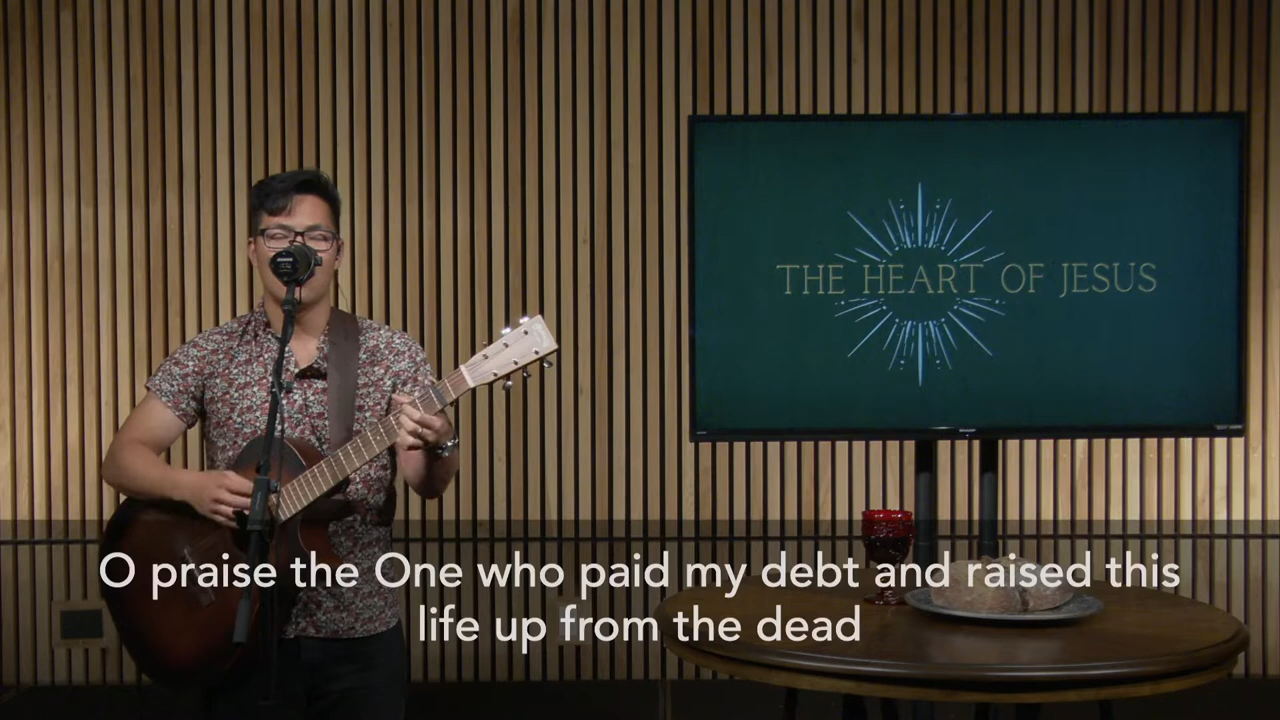 THE HEART OF JESUS
O praise the One who paid my debt and raised this
life up from the dead